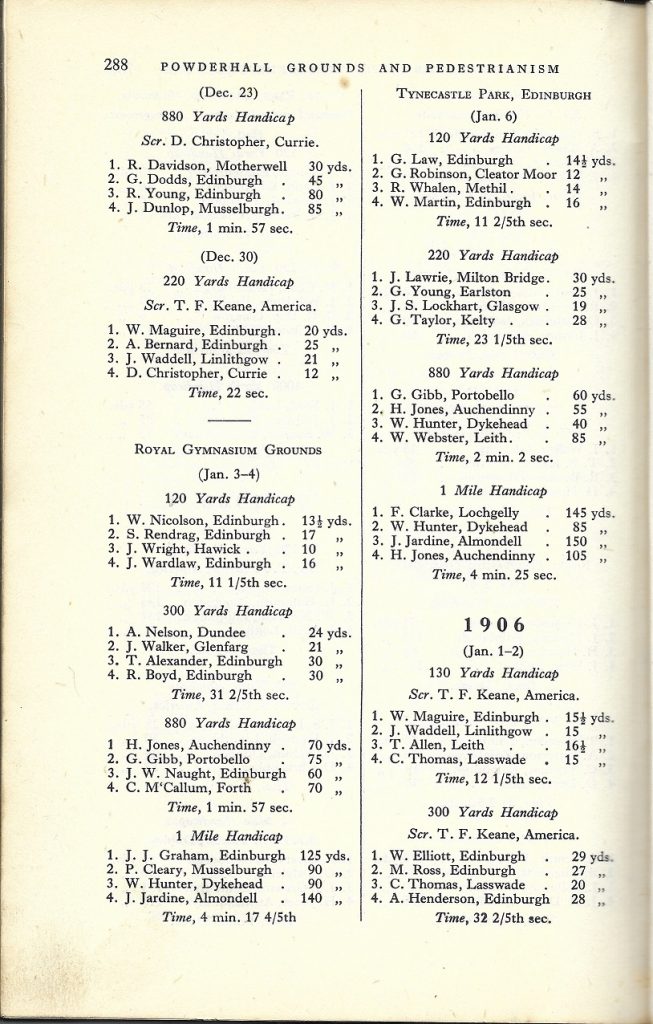 288 POWDERHALL GROUNDS AND PEDESTRIANISM
(Dec. 23)
880 Yards Handicap
Scr. D. Christopher, Currie.
1. R. Davidson, Motherwell 30 yds.
2. G. Dodds, Edinburgh . 45 „
3. R. Young, Edinburgh . 80 „
4. J. Dunlop, Musselburgh. 85 „
Time, 1 min. 57 sec.
(Dec. 30)
220 Yards Handicap
Scr. T. F. Keane, America.
1. W. Maguire, Edinburgh. 20 yds.
2. A. Bernard, Edinburgh . 25 „
3. J. Waddell, Linlithgow . 21 „
4. D. Christopher, Currie . 12 „
Time, 22 sec.
ROYAL GYMNASIUM GROUNDS
(Jan. 3–4)
120 Yards Handicap
1. W. Nicolson, Edinburgh. 13½ yds.
2. S. Rendrag, Edinburgh . 17 „
3. J. Wright, Hawick . . 10 „
4. J. Wardlaw, Edinburgh . 16 „
Time, 11 1/5th sec.
300 Yards Handicap
1. A. Nelson, Dundee . 24 yds.
2. J. Walker, Glenfarg . 21 „
3. T. Alexander, Edinburgh 30 „
4. R. Boyd, Edinburgh . 30 „
Time, 31 2/5th sec.
880 Yards Handicap
1 H. Jones, Auchendinny . 70 yds.
2. G. Gibb, Portobello . 75 „
3. J. W. Naught, Edinburgh 60 „
4. C. M‘Callum, Forth . 70 „
Time, 1 min. 57 sec.
1 Mile Handicap
1. J. J. Graham, Edinburgh 125 yds.
2. P. Cleary, Musselburgh . 90 „
3. W. Hunter, Dykehead . 90 „
4. J. Jardine, Almondell . 140 „
Time, 4 min. 17 4/5th
TYNECASTLE PARK, EDINBURGH
(Jan. 6)
120 Yards Handicap
1. G. Law, Edinburgh . 14½ yds.
2. G. Robinson, Cleator Moor 12 „
3. R. Whalen, Methil . . 14 „
4. W. Martin, Edinburgh . 16 „
Time, 11 2/5th sec.
220 Yards Handicap
1. J. Lawrie, Milton Bridge. 30 yds.
2. G. Young, Earlston . 25 „
3. J. S. Lockhart, Glasgow . 19 „
4. G. Taylor, Kelty . . 28 „
Time, 23 1/5th sec.
880 Yards Handicap
1. G. Gibb, Portobello . 60 yds.
2. H. Jones, Auchendinny . 55 „
3. W. Hunter, Dykehead . 40 „
4. W. Webster, Leith . . 85 „
Time, 2 min. 2 sec.
1 Mile Handicap
1. F. Clarke, Lochgelly . 145 yds.
2. W. Hunter, Dykehead . 85 „
3. J. Jardine, Almondell . 150 „
4. H. Jones, Auchendinny . 105 „
Time, 4 min. 25 sec.
1906
(Jan. 1–2)
130 Yards Handicap
Scr. T. F. Keane, America.
1. W. Maguire, Edinburgh . 15½ yds.
2. J. Waddell, Linlithgow . 15 „
3. T. Allen, Leith . . 16½ „
4. C. Thomas, Lasswade . 15 „
Time, 12 1/5th sec.
300 Yards Handicap
Scr. T. F. Keane, America.
1. W. Elliott, Edinburgh . 29 yds.
2. M. Ross, Edinburgh . 27 „
3. C. Thomas, Lasswade . 20 „
4. A. Henderson, Edinburgh 28 „
Time, 32 2/5th sec.